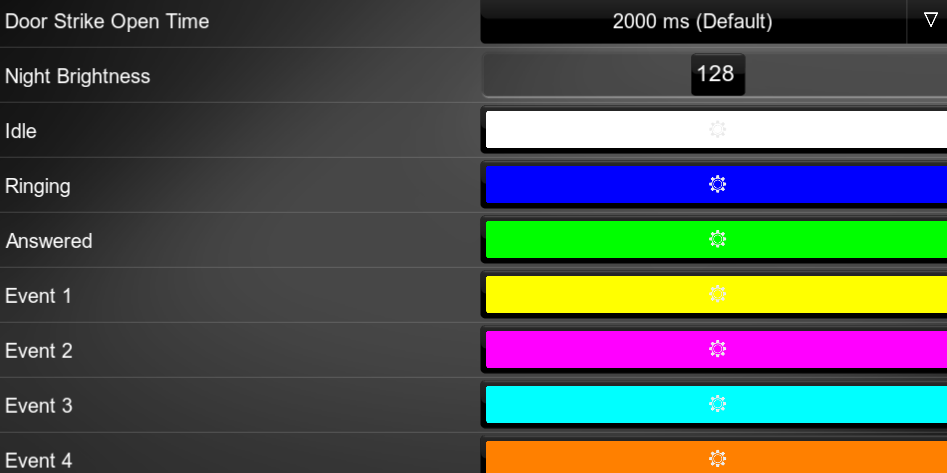 Door Strike Open Time 2000 ms (Default)
Night Brightness 128
Idle
Ringing
Answered
Event 1
Event 2
Event 3
Event 4